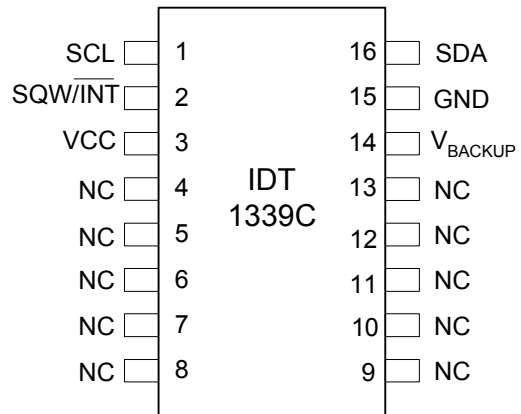 SCL 1 16 SDA
SQW/INT 2 15 GND
VCC 3 14 VBACKUP
NC 4 13 NC
IDT
1339C
NC 5 12 NC
NC 6 11 NC
NC 7 10 NC
NC 8 9 NC